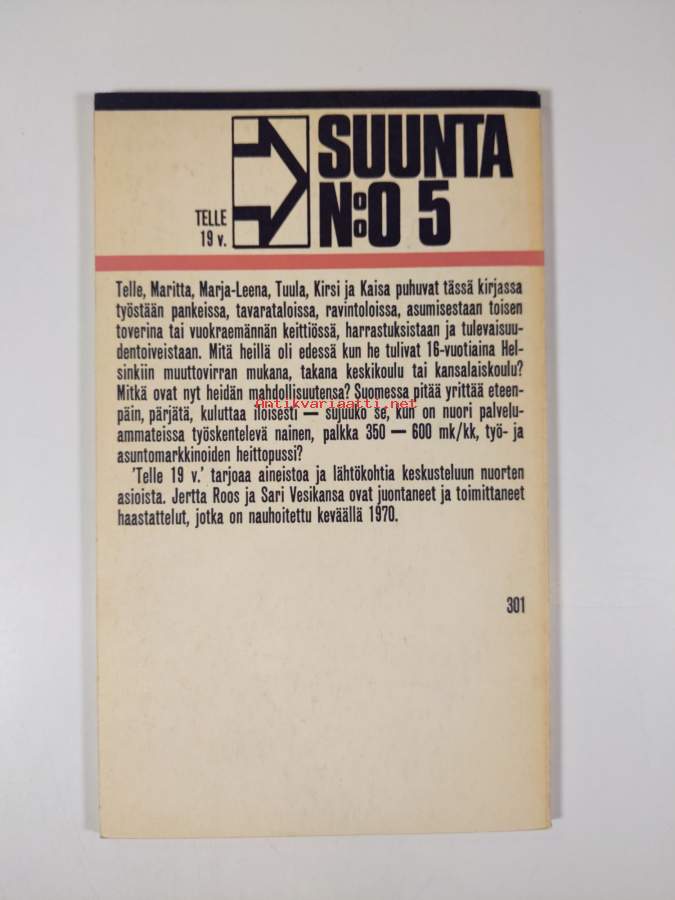 SUUNTA
N:O 5
TELLE
19 v.
Telle, Maritta, Marja-Leena, Tuula, Kirsi ja Kaisa puhuvat tässä kirjassa
työstään pankeissa, tavarataloissa, ravintoloissa, asumisestaan toisen
toverina tai vuokraemännän keittiössä, harrastuksistaan ja tulevaisuu-
dentoiveistaan. Mitä heillä oli edessä kun he tulivat 16-vuotiaina Hel-
sinkiin muuttovirran mukana, takana keskikoulu tai kansalaiskoulu?
Mitkä ovat nyt heidän mahdollisuutensa? Suomessa pitää yrittää eteen-
antikvariaatti.net
päin, pärjätä, kuluttaa iloisesti — sujuuko se, kun on nuori palvelu-
ammateissa työskentelevä nainen, palkka 350 — 600 mk/kk, työ- ja
asuntomarkkinoiden heittopussi?
'Telle 19 v.' tarjoaa aineistoa ja lähtökohtia keskusteluun nuorten
asioista. Jertta Roos ja Sari Vesikansa ovat juontaneet ja toimittaneet
haastattelut, jotka on nauhoitettu keväällä 1970.
301